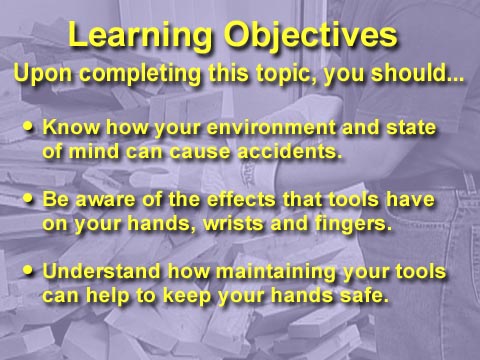 Learning Objectives
Upon completing this topic, you should...
• Know how your environment and state
of mind can cause accidents.
• Be aware of the effects that tools have
on your hands, wrists and fingers.
• Understand how maintaining your tools
can help to keep your hands safe.